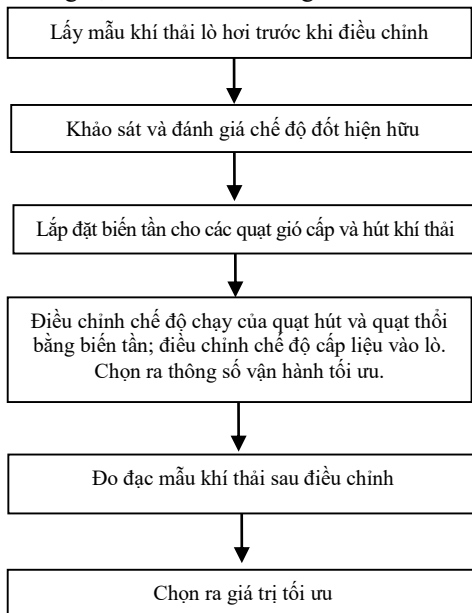 Lấy mẫu khí thải lò hơi trước khi điều chỉnh
Khảo sát và đánh giá chế độ đốt hiện hữu
Lắp đặt biến tần cho các quạt gió cấp và hút khí thải
Điều chỉnh chế độ chạy của quạt hút và quạt thổi
bằng biến tần; điều chỉnh chế độ cấp liệu vào lò.
Chọn ra thông số vận hành tối ưu.
Đo đạc mẫu khí thải sau điều chỉnh
Chọn ra giá trị tối ưu